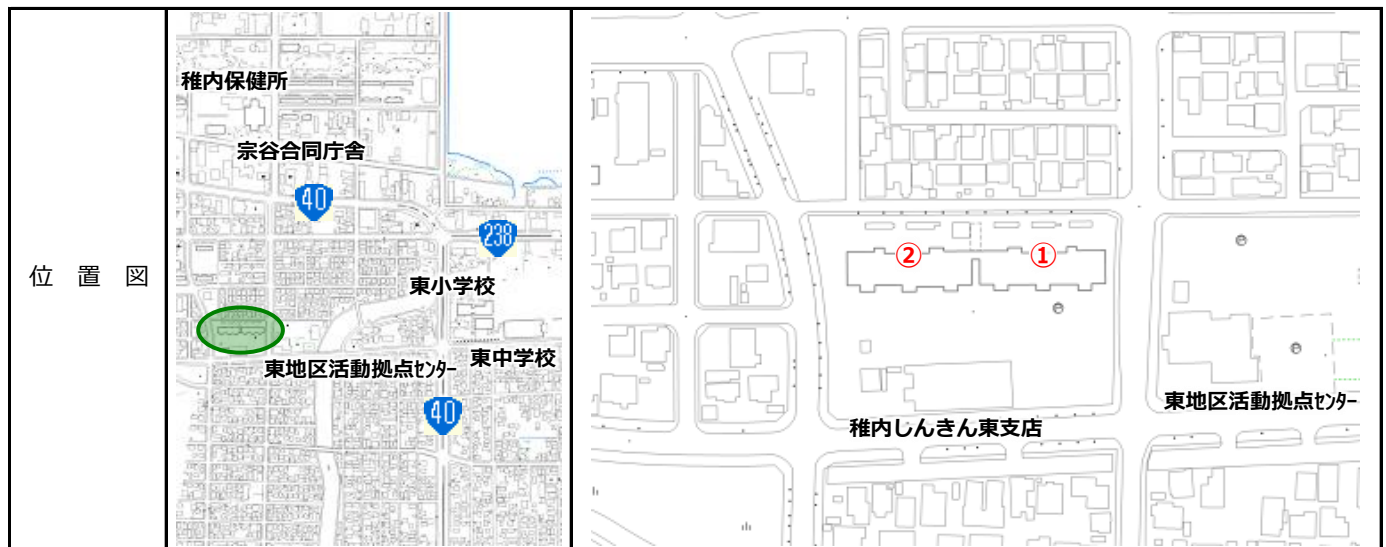 位 置 図
稚内保健所
宗谷合同庁舎
40
238
東小学校
東中学校
東地区活動拠点センター
40
② ①
東地区活動拠点センター
稚内しんきん東支店